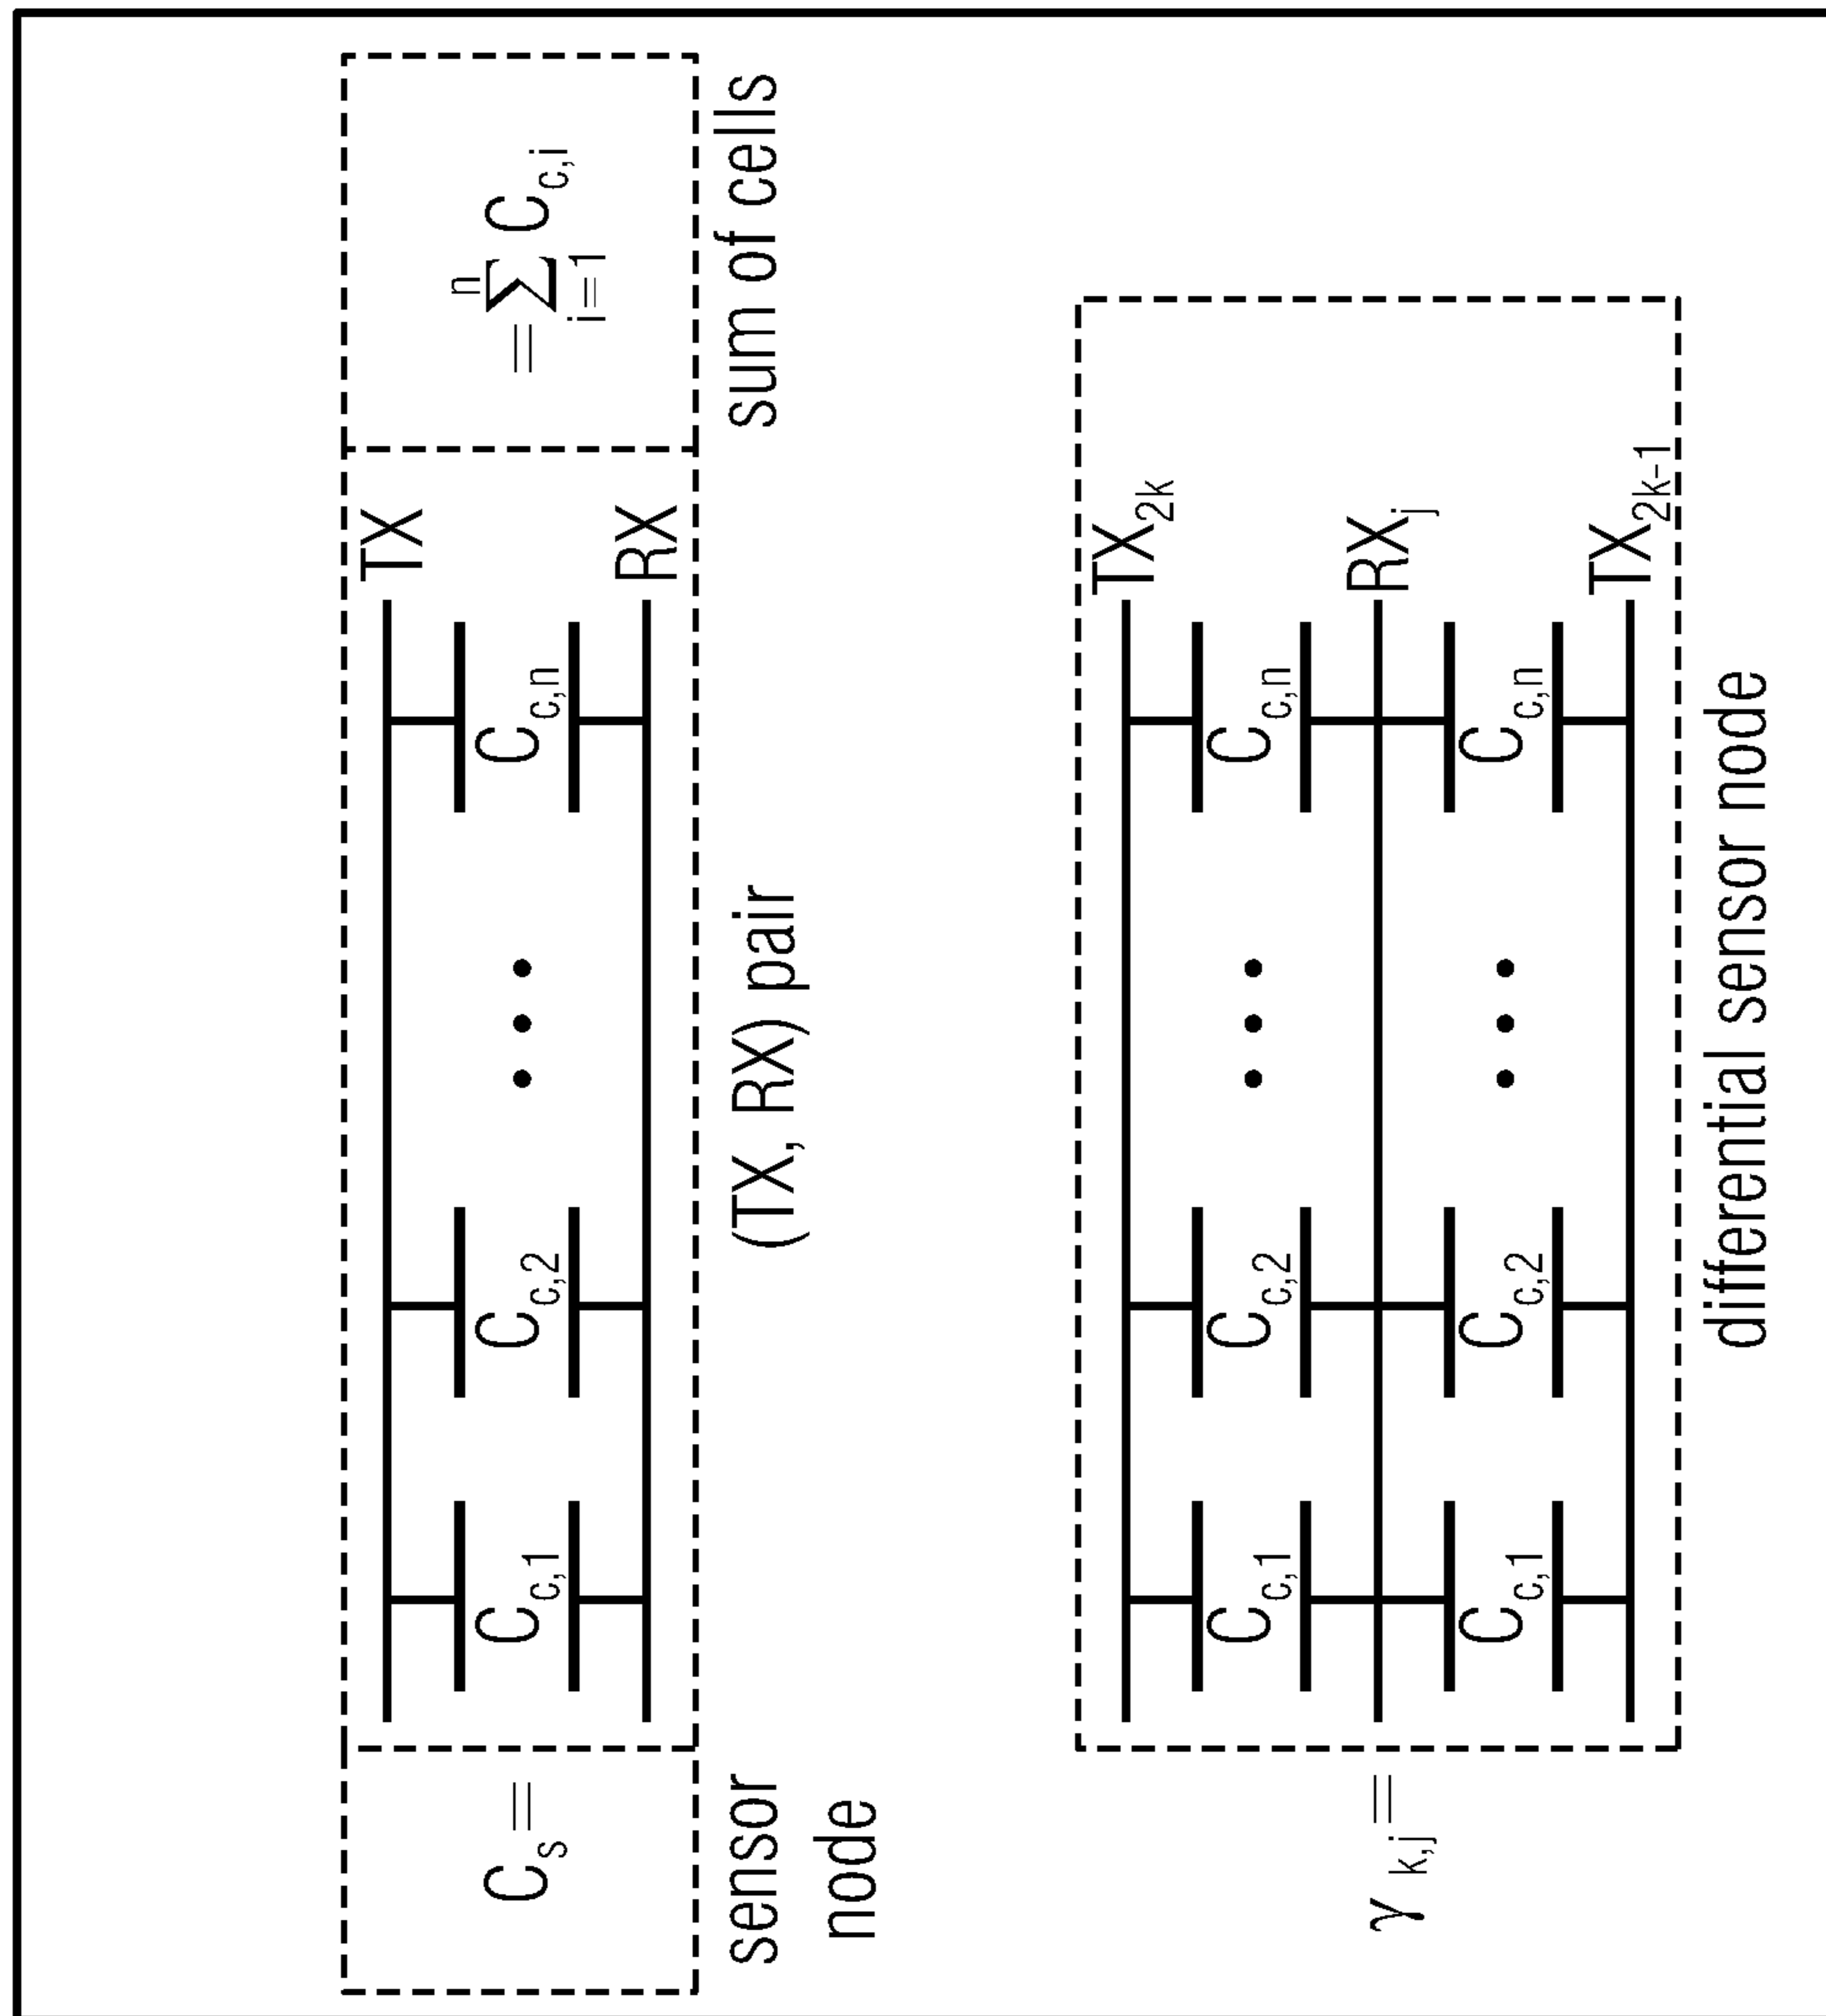 C_s =
TX
C_c,1 C_c,2 C_c,n
RX
n
= ∑ C_c,i
i=1
sensor
node
(TX, RX) pair
sum of cells
γ_k,j =
TX_2k
C_c,1 C_c,2 C_c,n
RX_j
C_c,1 C_c,2 C_c,n
TX_2k-1
differential sensor node